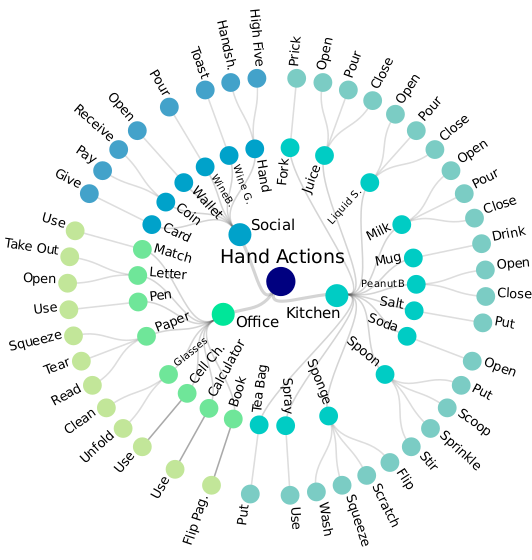 Hand Actions
Social
Kitchen
Office
Hand
Wine G.
WineB.
Wallet
Coin
Card
High Five
Handsh.
Toast
Pour
Open
Receive
Pay
Give
Fork
Juice
Liquid S.
Milk
Mug
PeanutB
Salt
Soda
Spoon
Sponge
Spray
Tea Bag
Prick
Open
Pour
Close
Open
Pour
Close
Open
Pour
Close
Drink
Open
Close
Put
Open
Put
Scoop
Sprinkle
Stir
Flip
Scratch
Squeeze
Wash
Use
Put
Match
Letter
Pen
Paper
Glasses
Cell Ch.
Calculator
Book
Use
Take Out
Open
Use
Squeeze
Tear
Read
Clean
Unfold
Use
Use
Flip Pag.